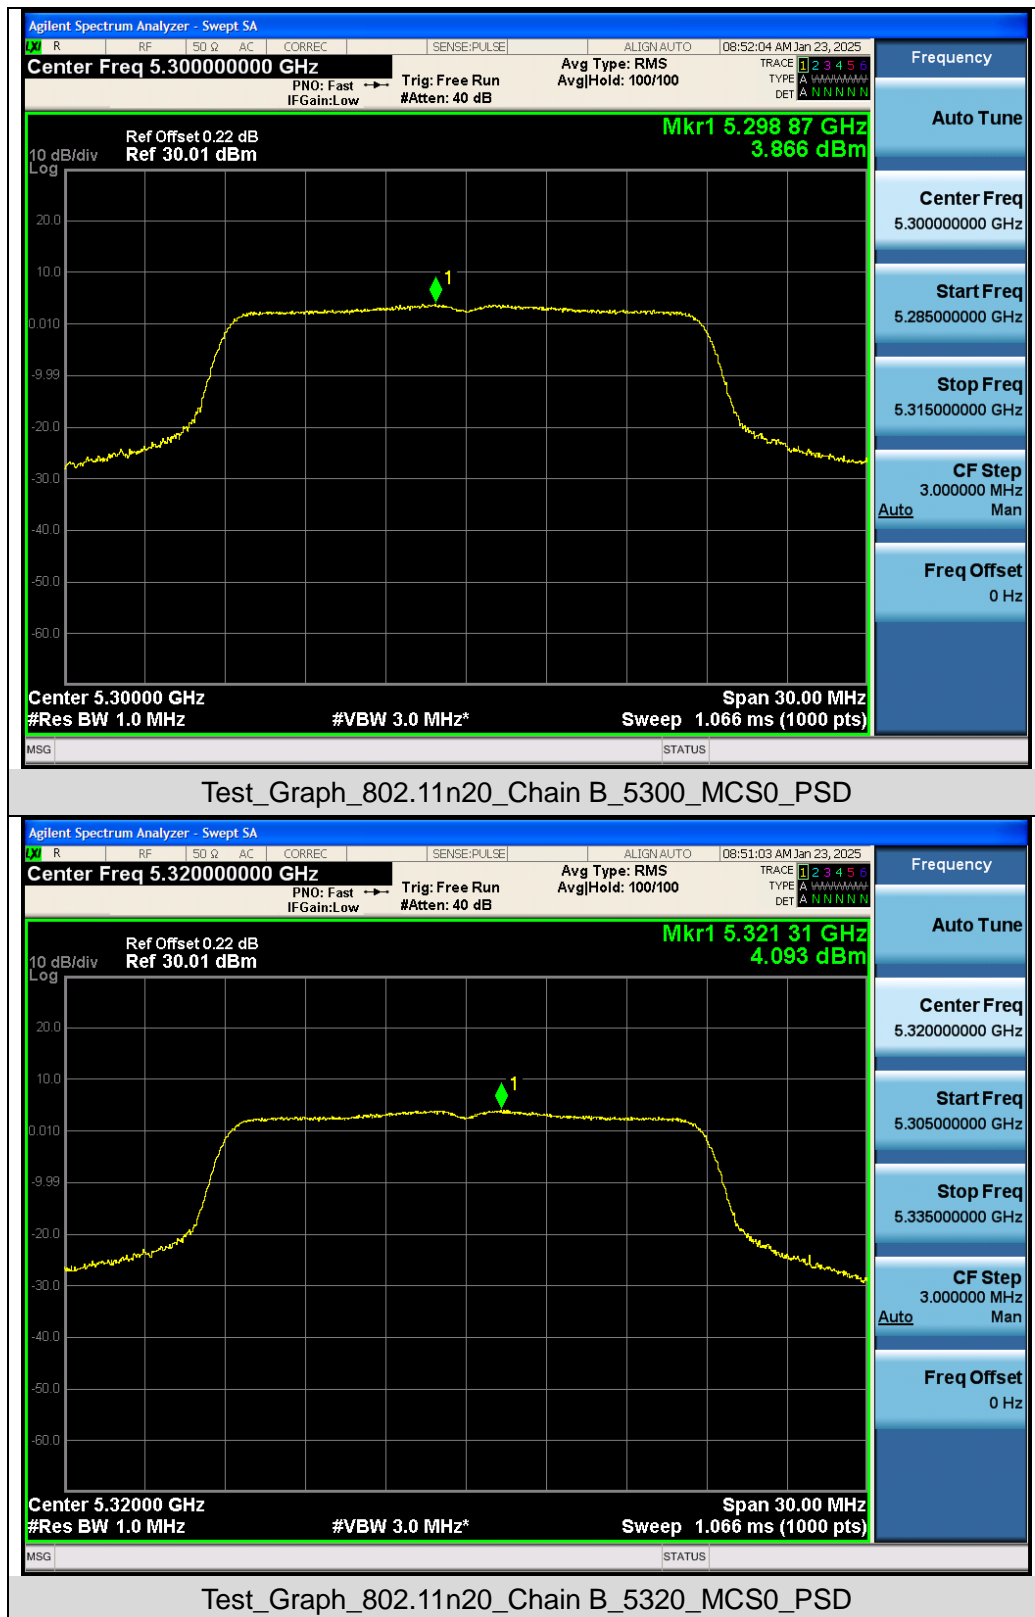 Agilent Spectrum Analyzer - Swept SA
LXI R RF 50 Ω AC CORREC SENSE:PULSE ALIGN AUTO 08:52:04 AM Jan 23, 2025
Center Freq 5.300000000 GHz
PNO: Fast
IFGain:Low
Trig: Free Run
#Atten: 40 dB
Avg Type: RMS
Avg|Hold: 100/100
TRACE 1 2 3 4 5 6
TYPE A WWWWW
DET A N N N N N
Mkr1 5.298 87 GHz
3.866 dBm
Ref Offset 0.22 dB
10 dB/div Ref 30.01 dBm
Log
20.0
10.0
0.010
-9.99
-20.0
-30.0
-40.0
-50.0
-60.0
1
Center 5.30000 GHz Span 30.00 MHz
#Res BW 1.0 MHz #VBW 3.0 MHz* Sweep 1.066 ms (1000 pts)
MSG STATUS
Frequency
Auto Tune
Center Freq
5.300000000 GHz
Start Freq
5.285000000 GHz
Stop Freq
5.315000000 GHz
CF Step
3.000000 MHz
Auto Man
Freq Offset
0 Hz
Test_Graph_802.11n20_Chain B_5300_MCS0_PSD
Agilent Spectrum Analyzer - Swept SA
LXI R RF 50 Ω AC CORREC SENSE:PULSE ALIGN AUTO 08:51:03 AM Jan 23, 2025
Center Freq 5.320000000 GHz
PNO: Fast
IFGain:Low
Trig: Free Run
#Atten: 40 dB
Avg Type: RMS
Avg|Hold: 100/100
TRACE 1 2 3 4 5 6
TYPE A WWWWW
DET A N N N N N
Mkr1 5.321 31 GHz
4.093 dBm
Ref Offset 0.22 dB
10 dB/div Ref 30.01 dBm
Log
20.0
10.0
0.010
-9.99
-20.0
-30.0
-40.0
-50.0
-60.0
1
Center 5.32000 GHz Span 30.00 MHz
#Res BW 1.0 MHz #VBW 3.0 MHz* Sweep 1.066 ms (1000 pts)
MSG STATUS
Frequency
Auto Tune
Center Freq
5.320000000 GHz
Start Freq
5.305000000 GHz
Stop Freq
5.335000000 GHz
CF Step
3.000000 MHz
Auto Man
Freq Offset
0 Hz
Test_Graph_802.11n20_Chain B_5320_MCS0_PSD